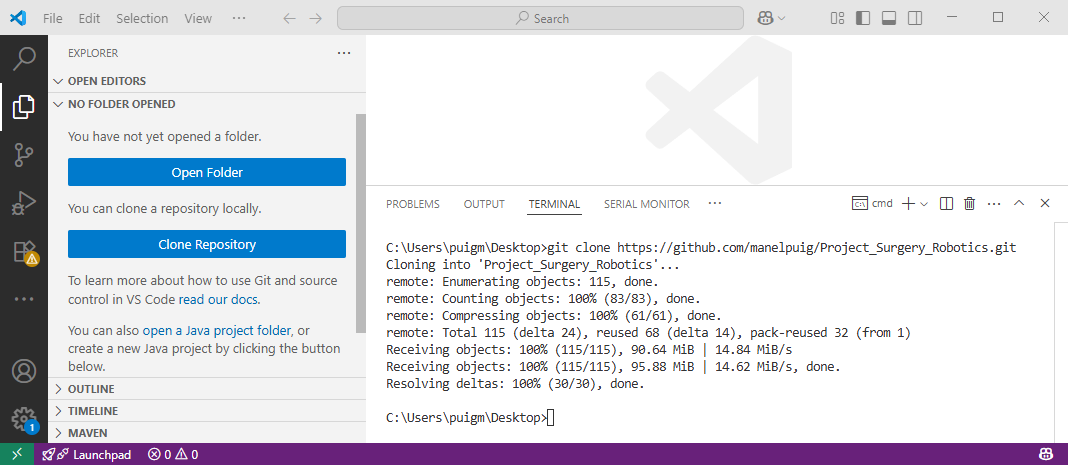 File Edit Selection View ··· Search
EXPLORER ···
OPEN EDITORS
NO FOLDER OPENED
You have not yet opened a folder.
Open Folder
You can clone a repository locally.
Clone Repository
To learn more about how to use Git and source
control in VS Code read our docs.
You can also open a Java project folder, or
create a new Java project by clicking the button
below.
OUTLINE
TIMELINE
MAVEN
1
PROBLEMS OUTPUT TERMINAL SERIAL MONITOR ··· cmd ···
C:\Users\puigm\Desktop>git clone https://github.com/manelpuig/Project_Surgery_Robotics.git
Cloning into 'Project_Surgery_Robotics'...
remote: Enumerating objects: 115, done.
remote: Counting objects: 100% (83/83), done.
remote: Compressing objects: 100% (61/61), done.
remote: Total 115 (delta 24), reused 68 (delta 14), pack-reused 32 (from 1)
Receiving objects: 100% (115/115), 90.64 MiB | 14.84 MiB/s
Receiving objects: 100% (115/115), 95.88 MiB | 14.62 MiB/s, done.
Resolving deltas: 100% (30/30), done.
C:\Users\puigm\Desktop>
Launchpad 0 0